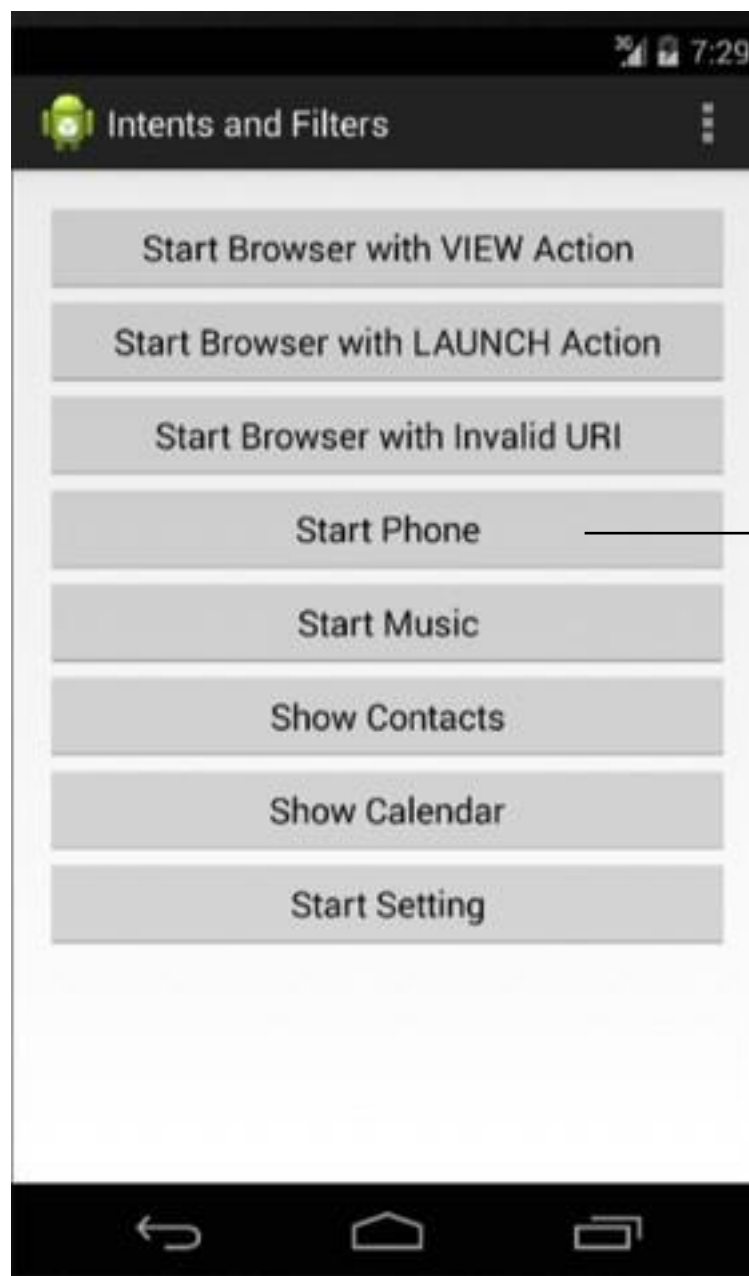 3G 7:29
Intents and Filters
Start Browser with VIEW Action
Start Browser with LAUNCH Action
Start Browser with Invalid URI
Start Phone
Start Music
Show Contacts
Show Calendar
Start Setting